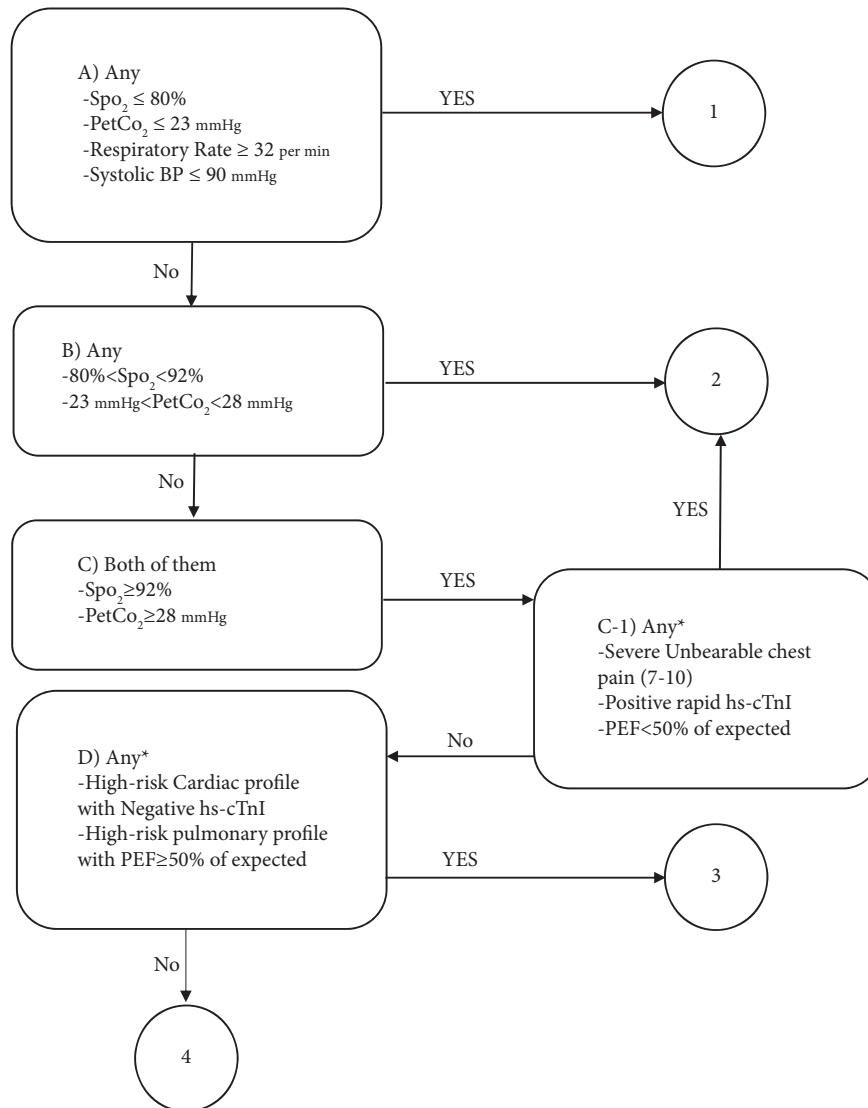 A) Any
-Spo₂ ≤ 80%
-PetCo₂ ≤ 23 mmHg
-Respiratory Rate ≥ 32 per min
-Systolic BP ≤ 90 mmHg
YES
1
No
B) Any
-80%<Spo₂<92%
-23 mmHg<PetCo₂<28 mmHg
YES
2
No
YES
C) Both of them
-Spo₂≥92%
-PetCo₂≥28 mmHg
YES
C-1) Any*
-Severe Unbearable chest
pain (7-10)
-Positive rapid hs-cTnI
-PEF<50% of expected
No
D) Any*
-High-risk Cardiac profile
with Negative hs-cTnI
-High-risk pulmonary profile
with PEF≥50% of expected
YES
3
No
4